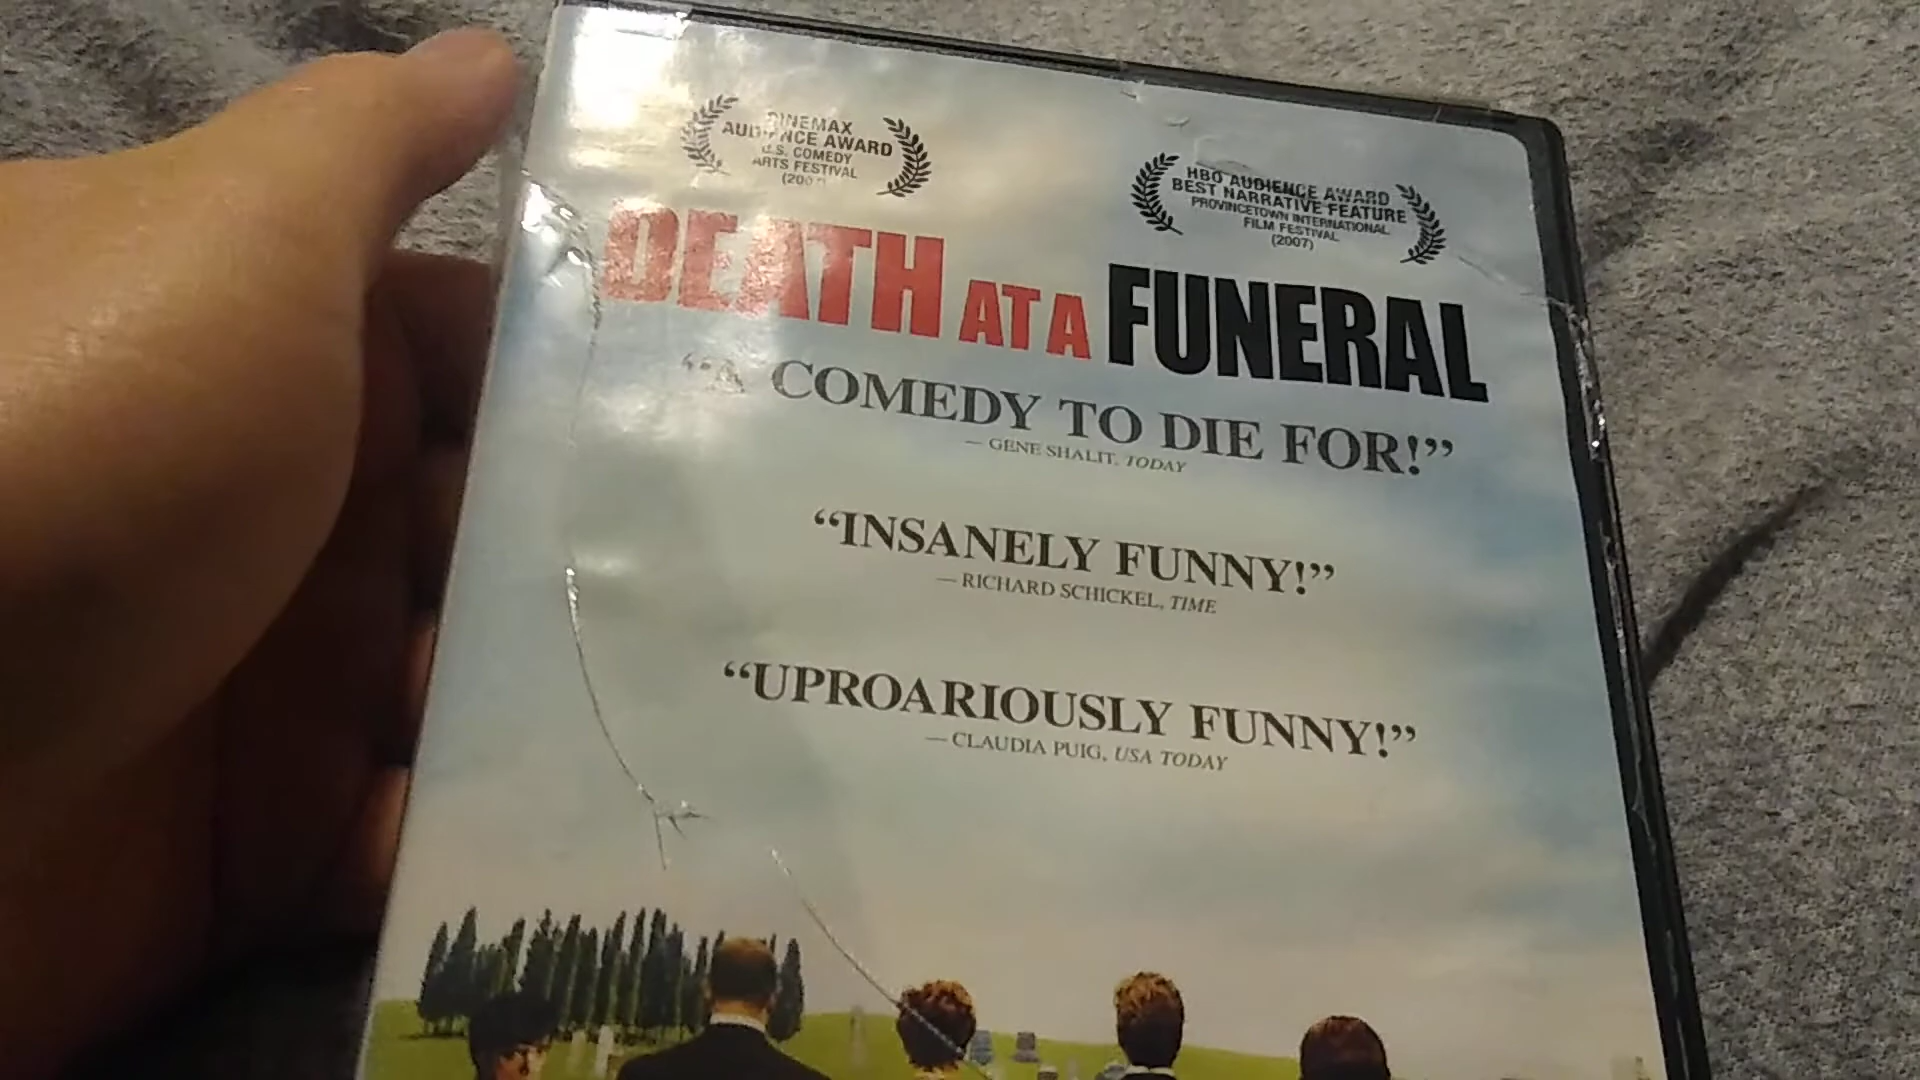 CINEMAX
AUDIENCE AWARD
U.S. COMEDY
ARTS FESTIVAL
HBO AUDIENCE AWARD
BEST NARRATIVE FEATURE
PROVINCETOWN INTERNATIONAL
FILM FESTIVAL
(2007)
DEATH AT A FUNERAL
“A COMEDY TO DIE FOR!”
— GENE SHALIT, TODAY
“INSANELY FUNNY!”
— RICHARD SCHICKEL, TIME
“UPROARIOUSLY FUNNY!”
— CLAUDIA PUIG, USA TODAY